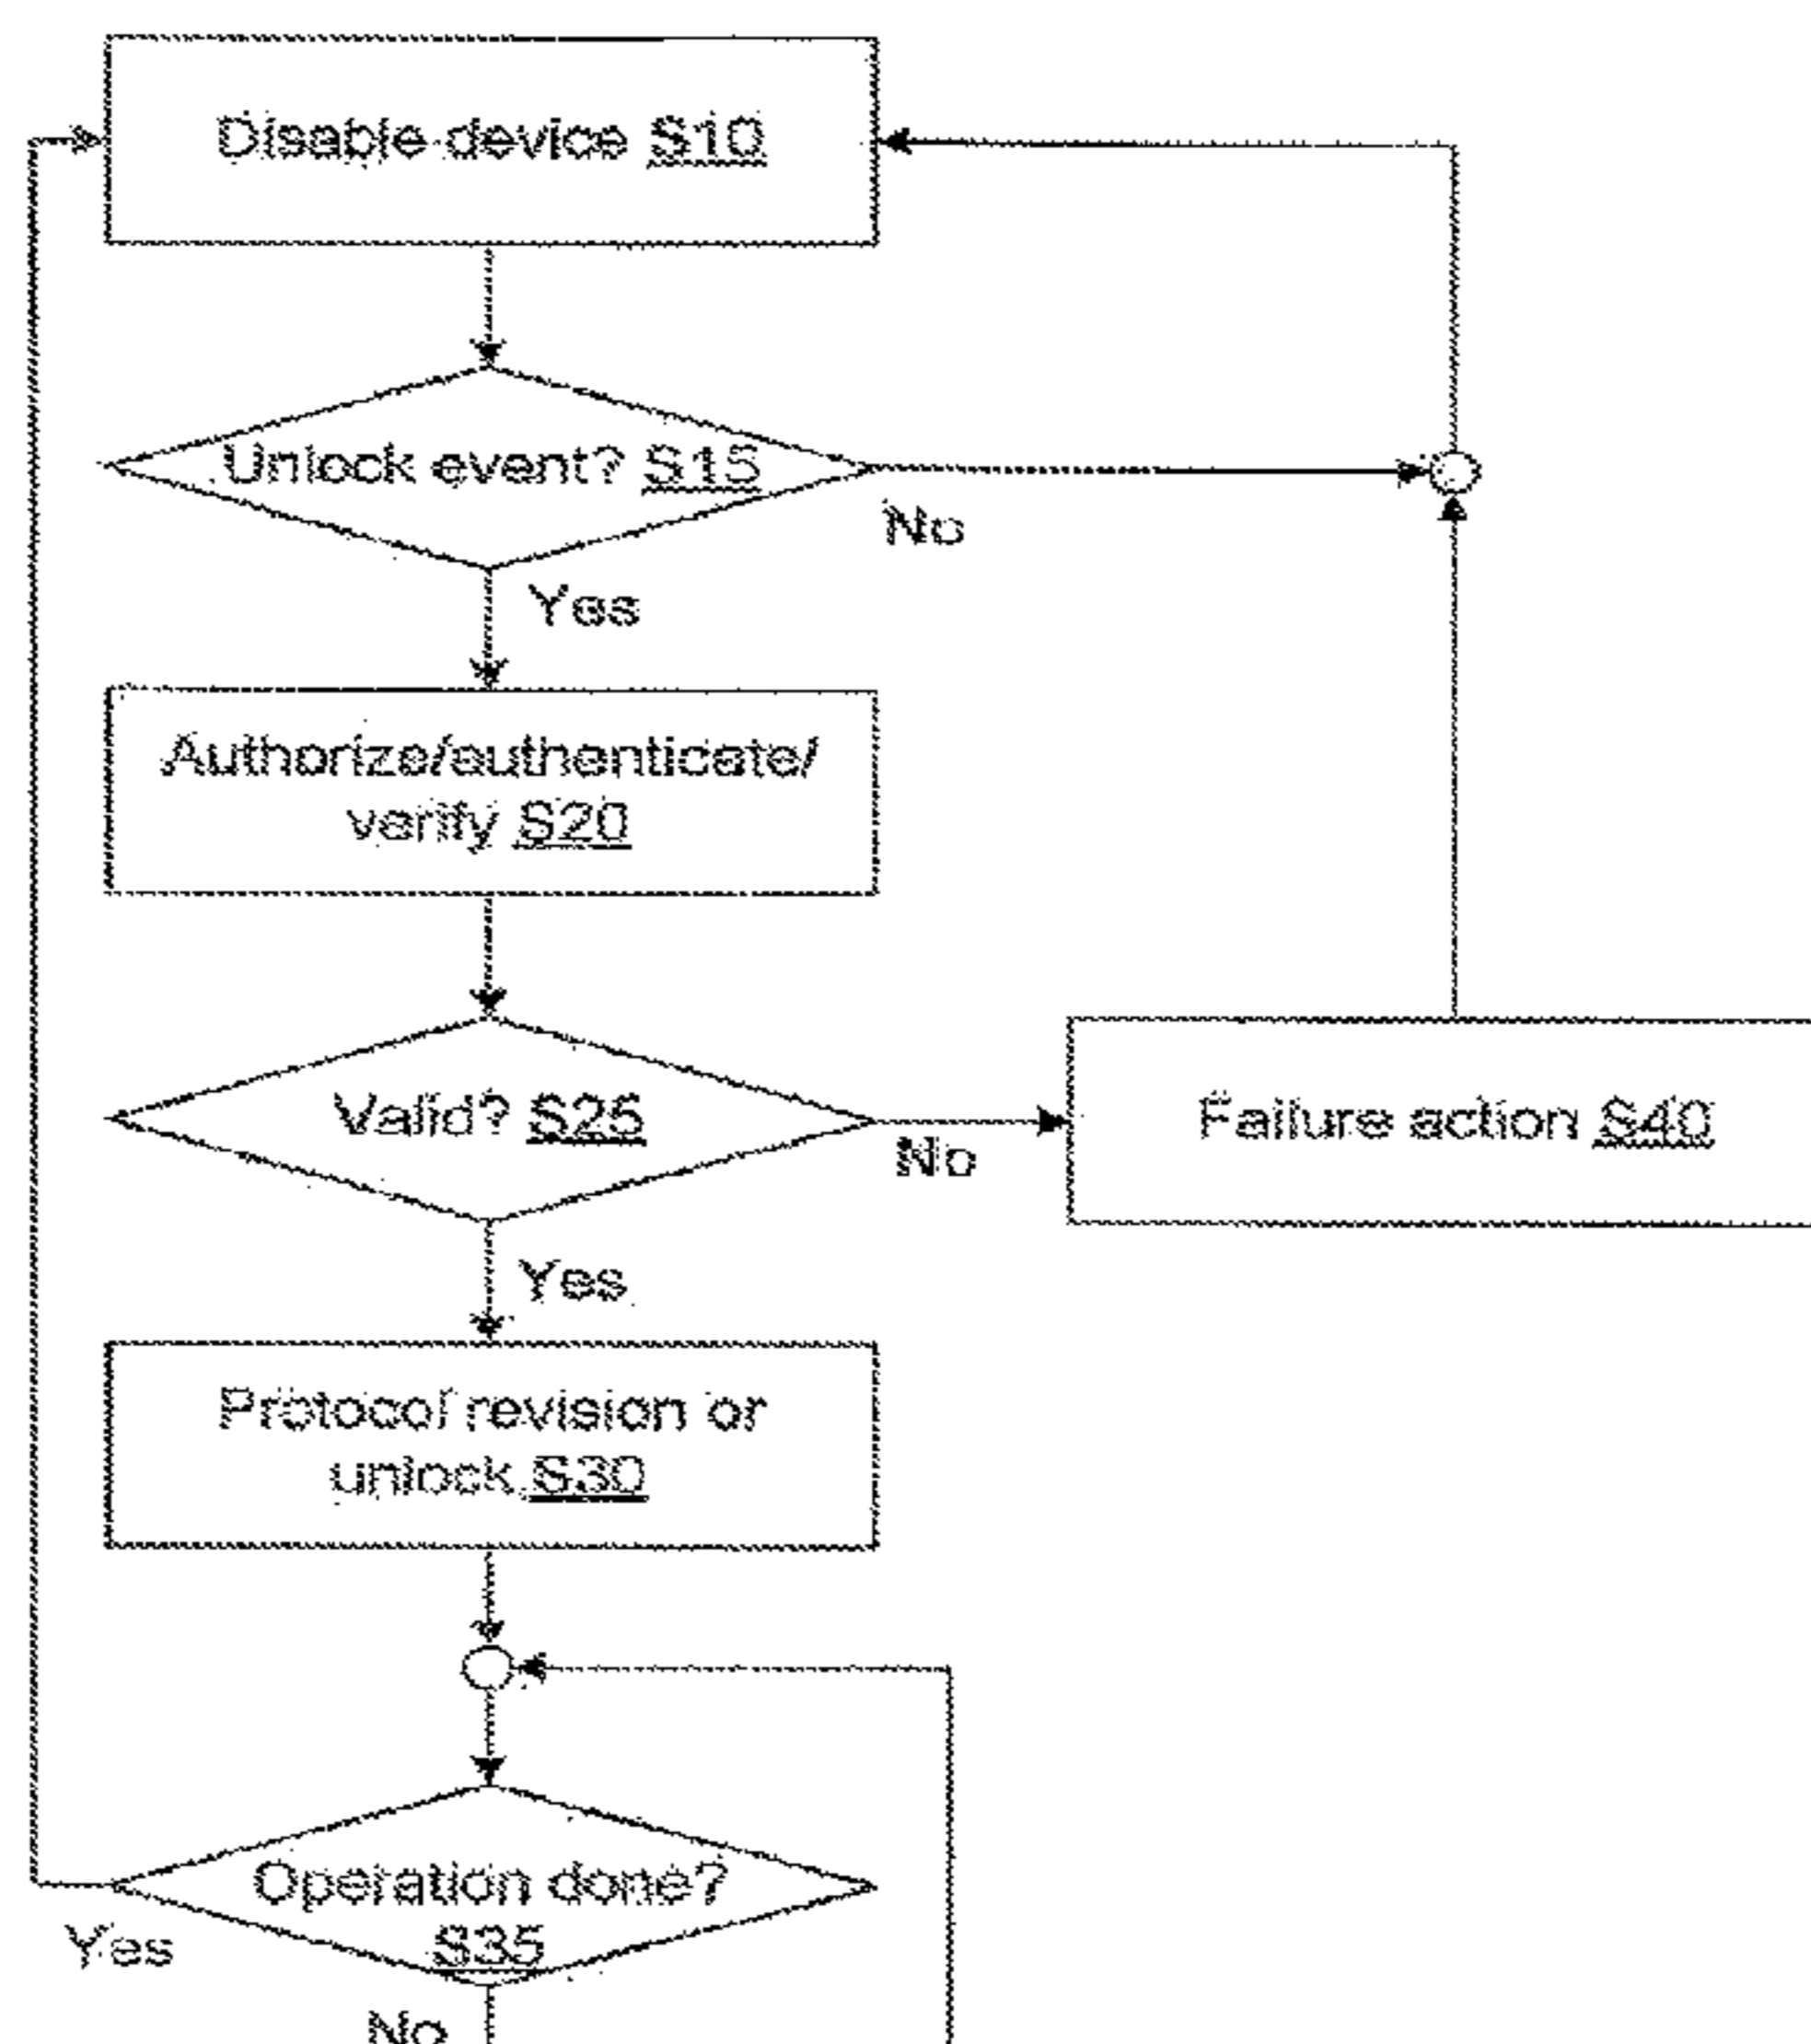 Disable device S10
Unlock event? S15
No
Yes
Authorize/authenticate/
verify S20
Valid? S25
No
Failure action S40
Yes
Protocol revision or
unlock S30
Operation done?
S35
Yes
No